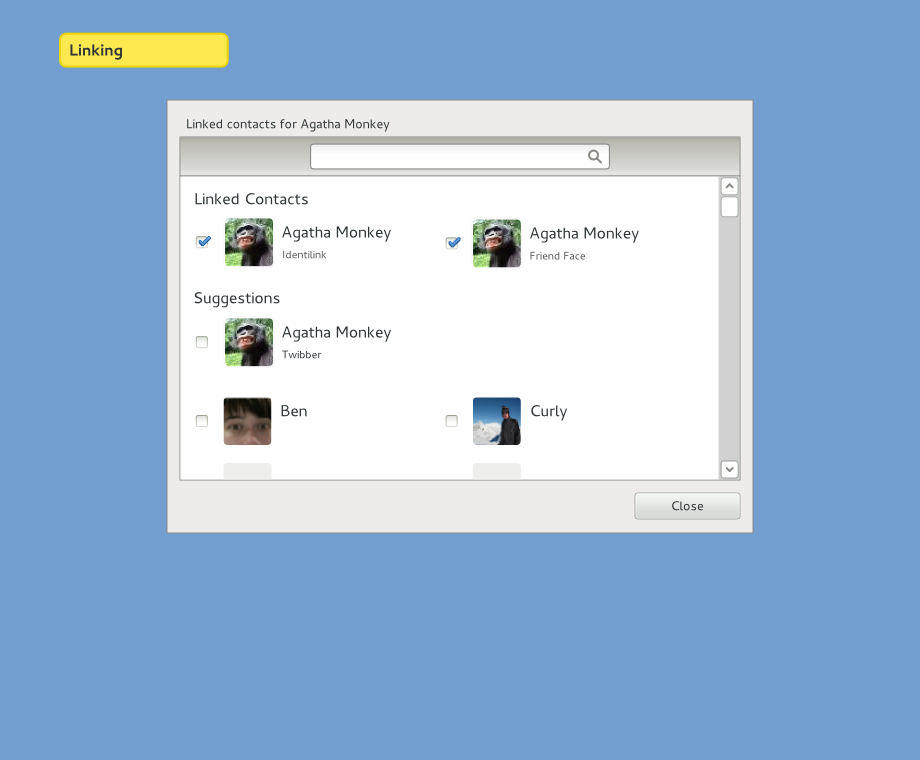 Linking
Linked contacts for Agatha Monkey
Linked Contacts
Agatha Monkey
Identilink
Agatha Monkey
Friend Face
Suggestions
Agatha Monkey
Twibber
Ben
Curly
Close